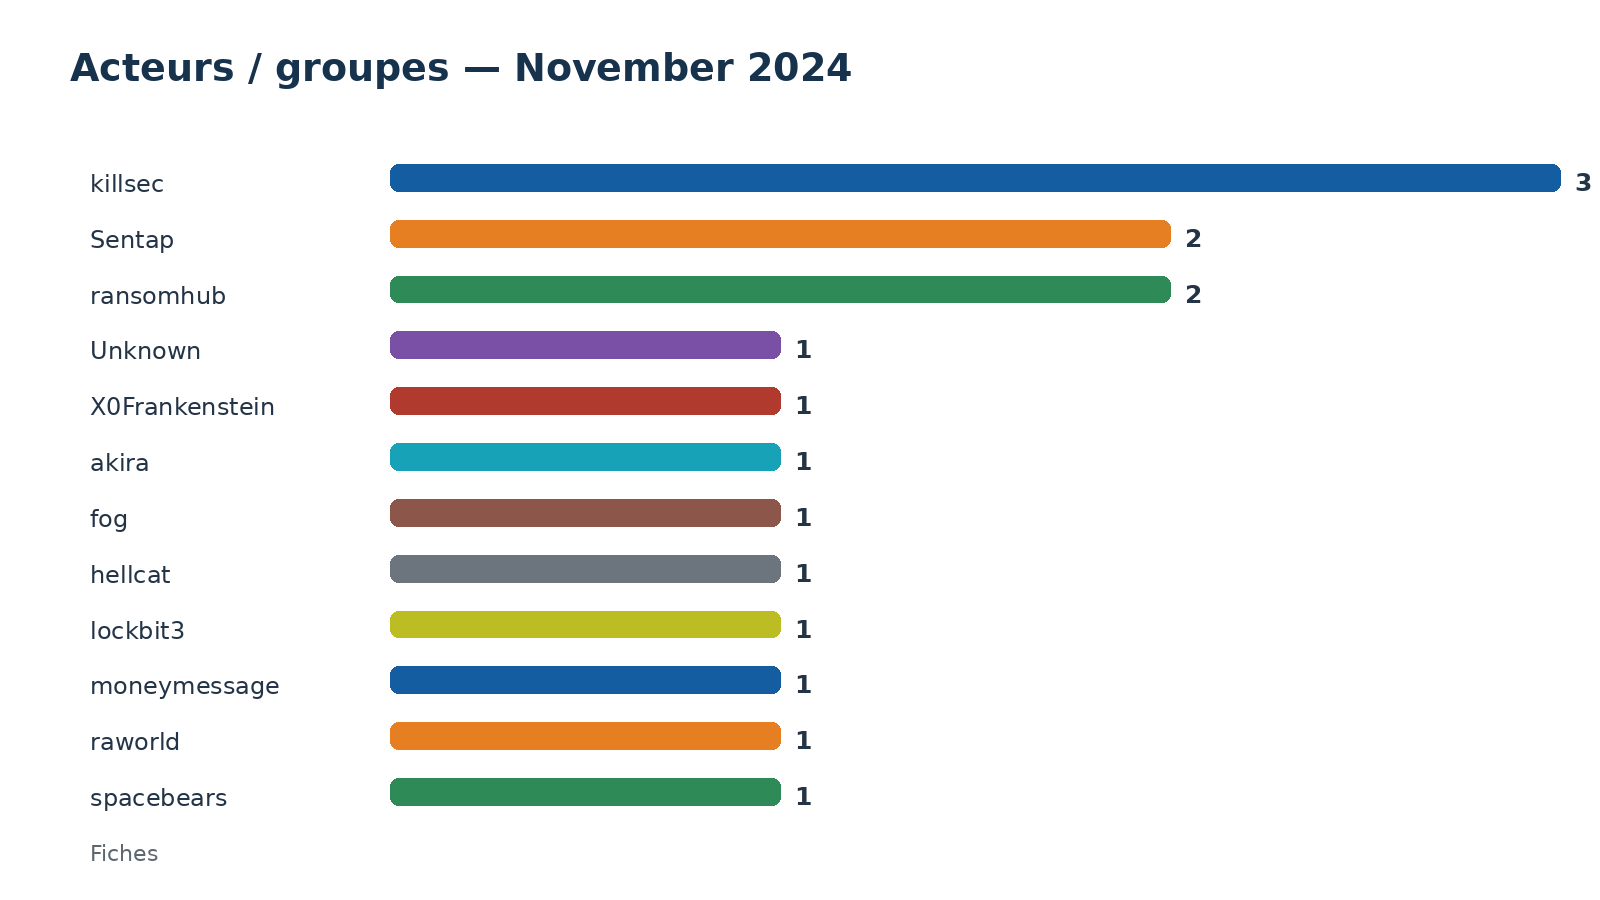 Acteurs / groupes — November 2024
killsec 3
Sentap 2
ransomhub 2
Unknown 1
X0Frankenstein 1
akira 1
fog 1
hellcat 1
lockbit3 1
moneymessage 1
raworld 1
spacebears 1
Fiches